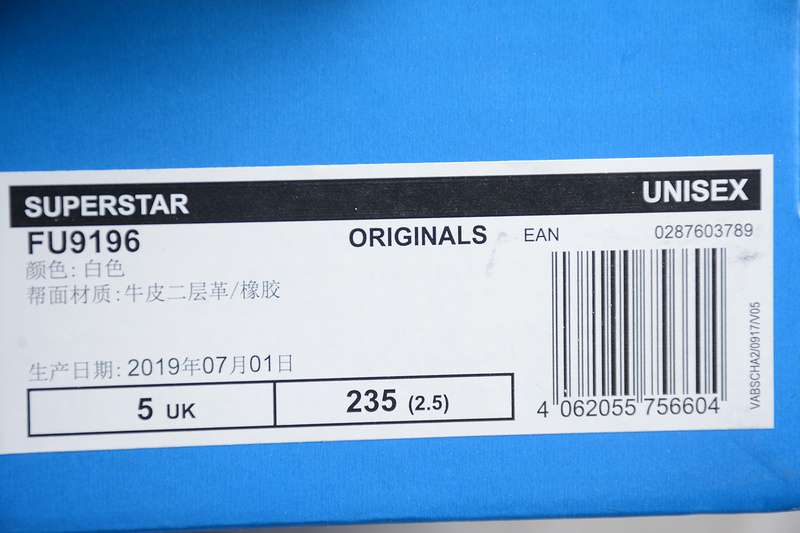 SUPERSTAR
UNISEX
FU9196
ORIGINALS
EAN
0287603789
颜色: 白色
帮面材质: 牛皮二层革/橡胶
生产日期: 2019年07月01日
5 UK
235 (2.5)
4 062055 756604
VABSCHA2/0917/V05